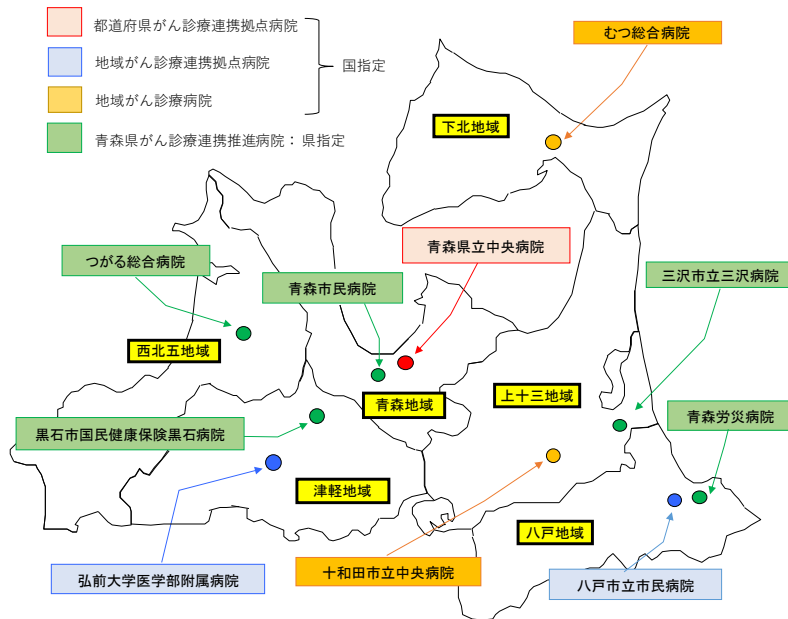 都道府県がん診療連携拠点病院
地域がん診療連携拠点病院
国指定
地域がん診療病院
青森県がん診療連携推進病院：県指定
むつ総合病院
下北地域
青森県立中央病院
つがる総合病院
青森市民病院
三沢市立三沢病院
西北五地域
青森地域
上十三地域
青森労災病院
黒石市国民健康保険黒石病院
津軽地域
八戸地域
弘前大学医学部附属病院
十和田市立中央病院
八戸市立市民病院